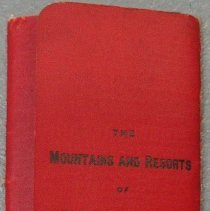 THE
MOUNTAINS AND RESORTS
OF